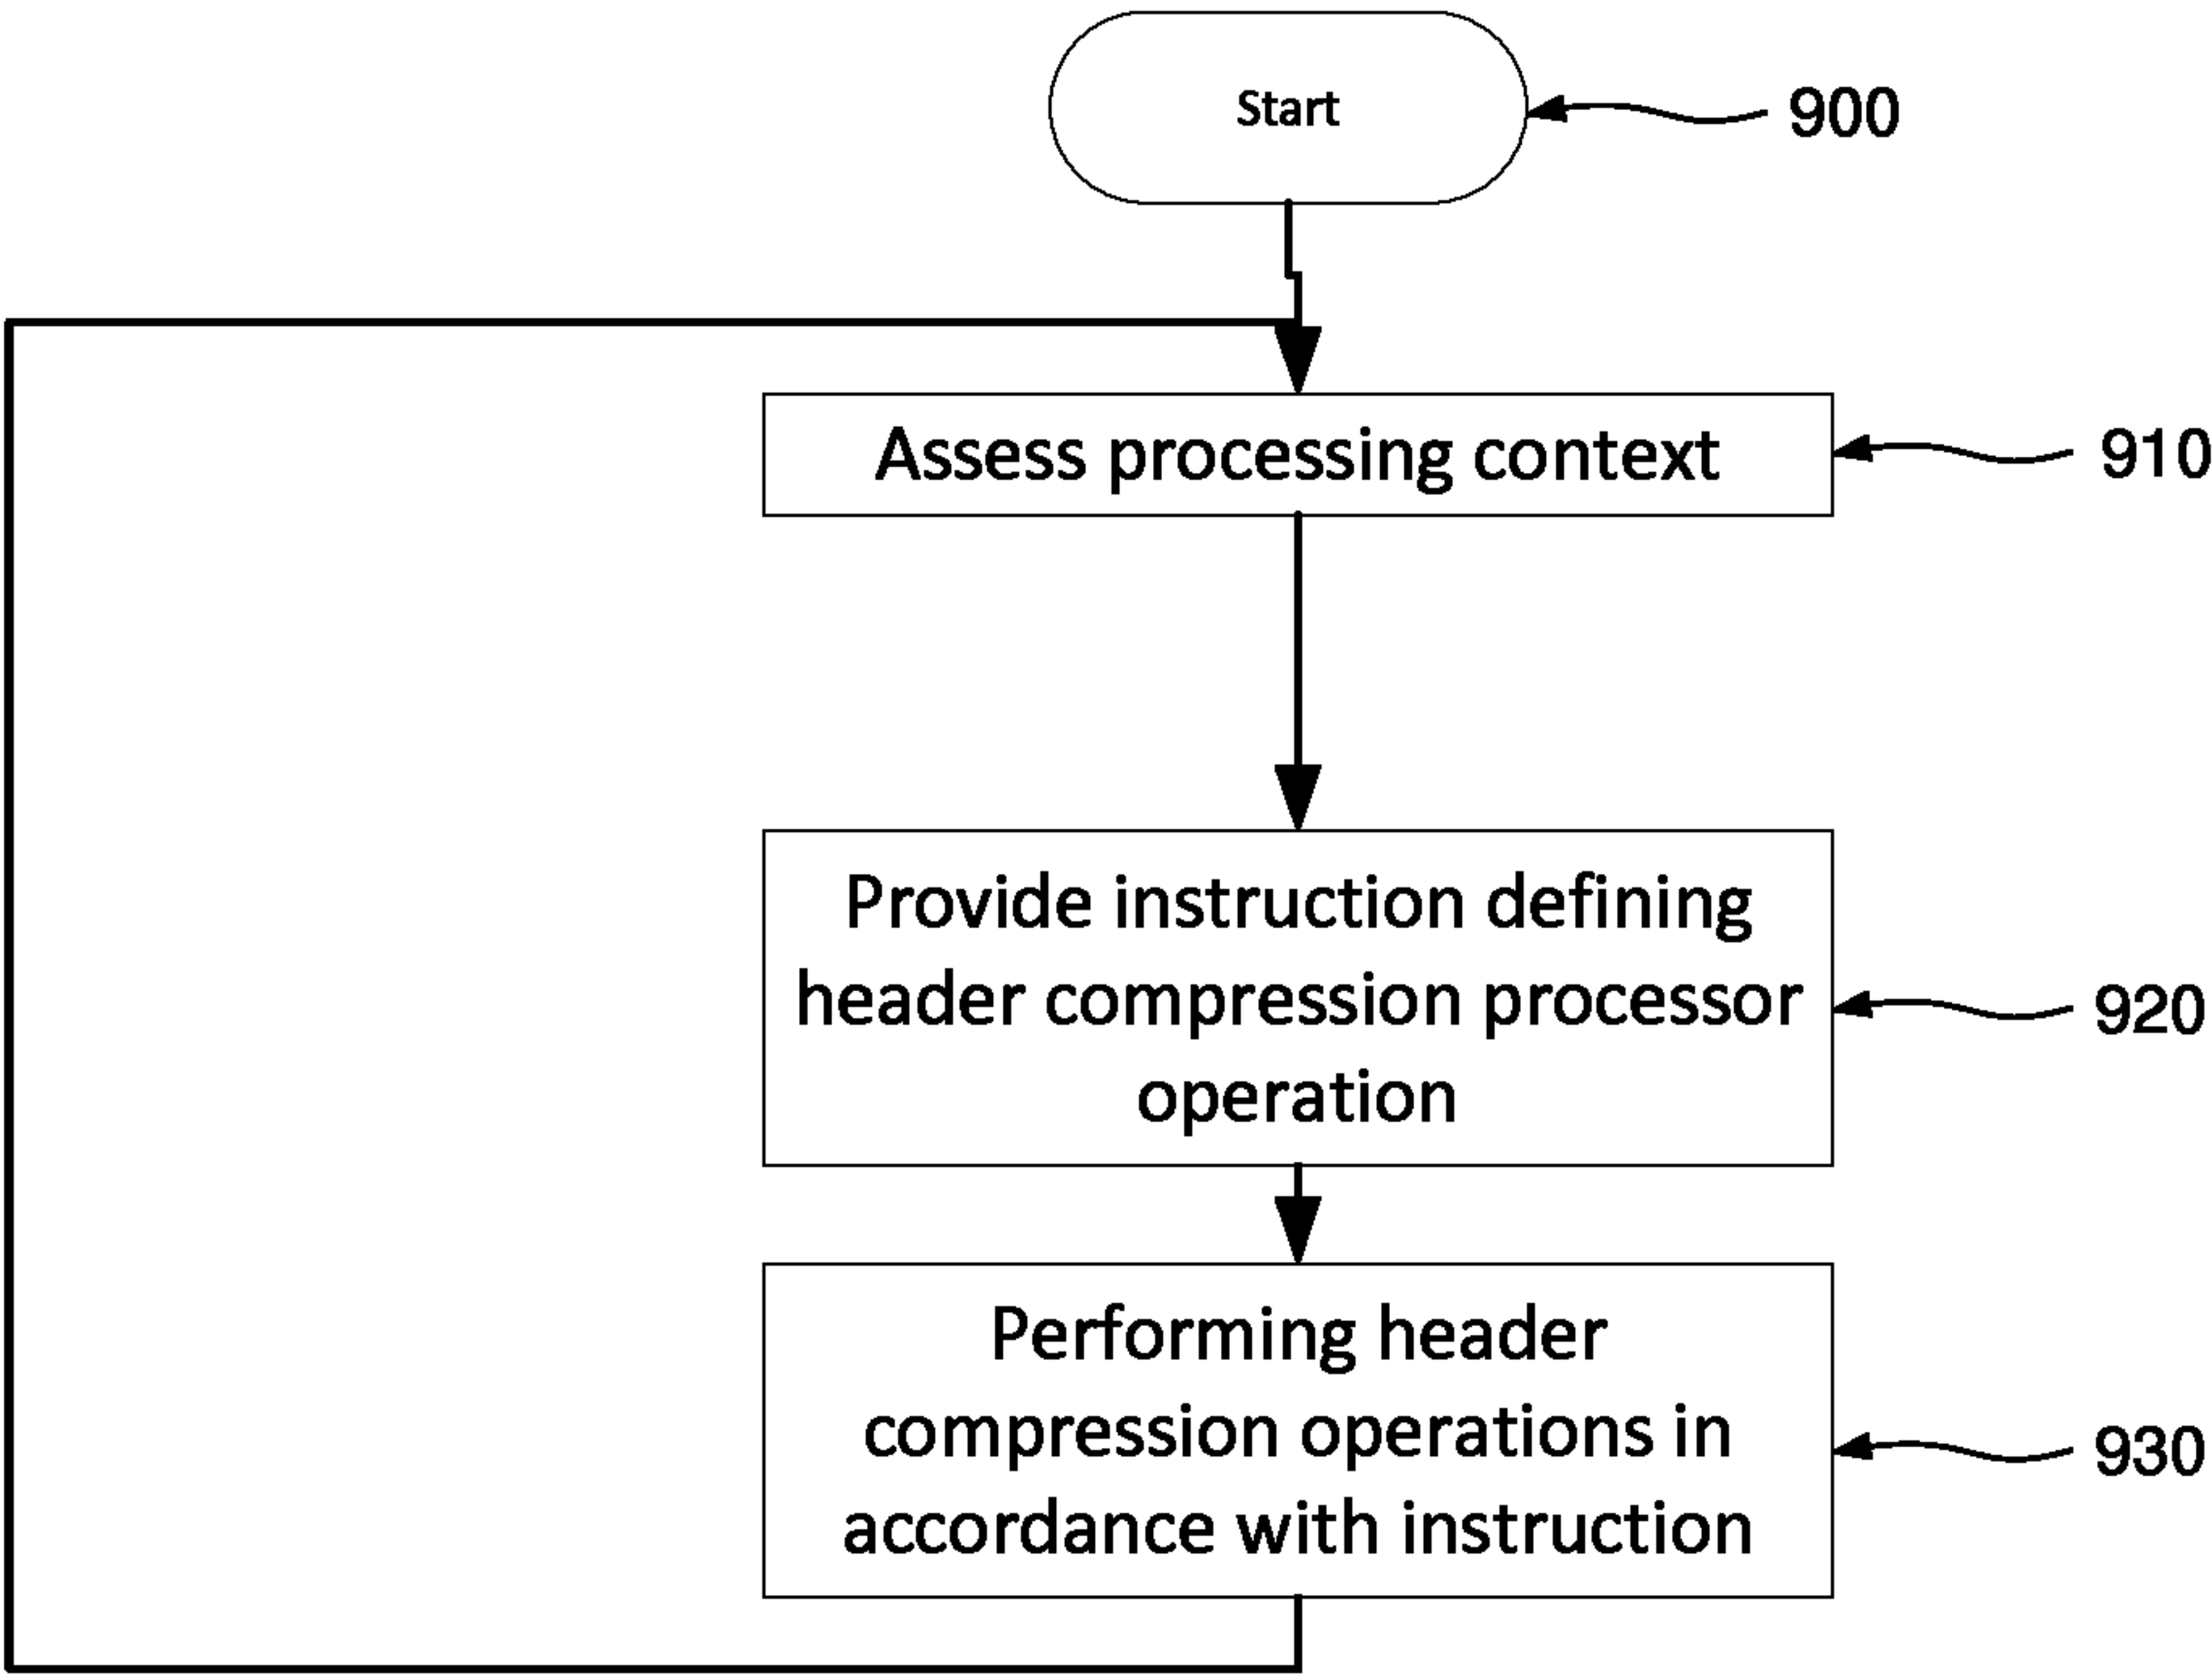 Start
900
Assess processing context
910
Provide instruction defining
header compression processor
operation
920
Performing header
compression operations in
accordance with instruction
930